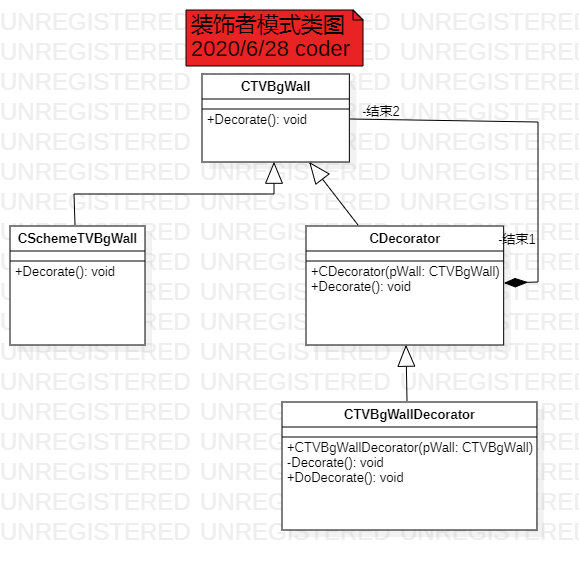 装饰者模式类图
2020/6/28 coder
CTVBgWall
+Decorate(): void
-结束2
CSchemeTVBgWall
+Decorate(): void
CDecorator
-结束1
+CDecorator(pWall: CTVBgWall)
+Decorate(): void
CTVBgWallDecorator
+CTVBgWallDecorator(pWall: CTVBgWall)
-Decorate(): void
+DoDecorate(): void
UNREGISTERED